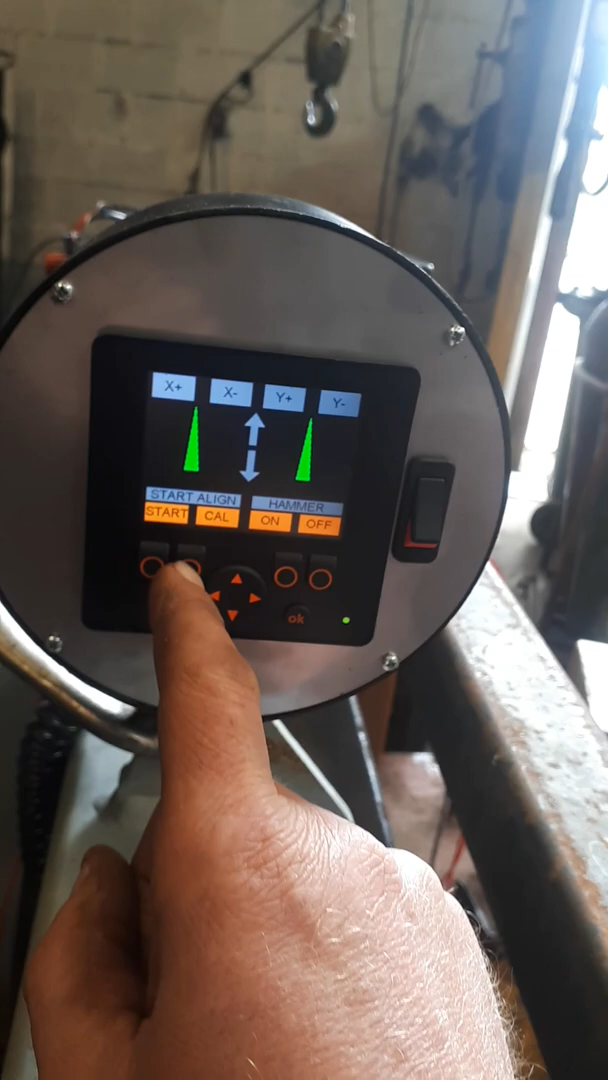 X+ X- Y+ Y-
START ALIGN HAMMER
START CAL ON OFF
ok